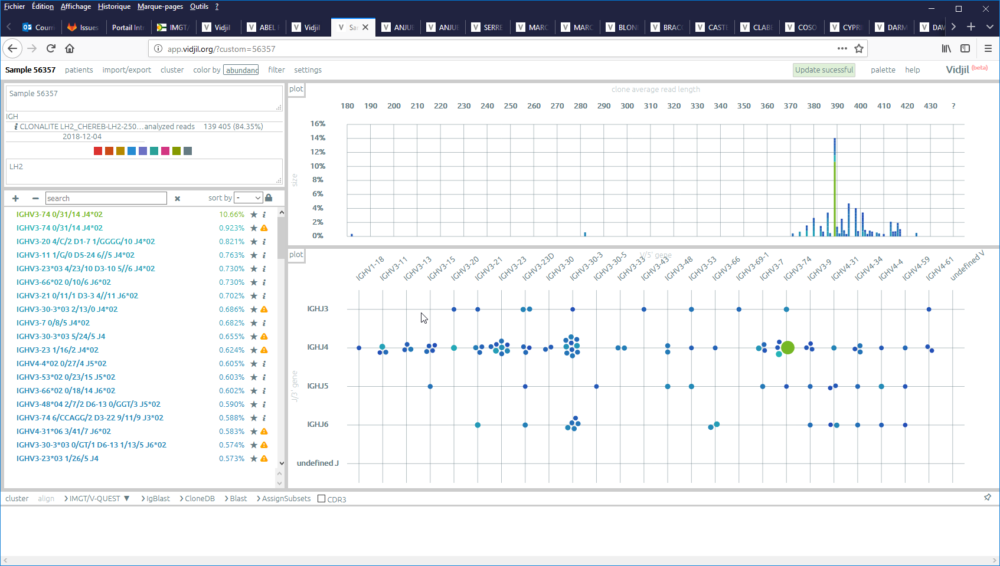 Fichier Édition Affichage Historique Marque-pages Outils ?
Courri Issues Portail Intr IMGT/ Vidjil ABEL Vidjil Sa ANJUE ANJUE SERRE MARC MARC BLONI BRACC CASTE CLABE COSO CYPRI DARM DAV
app.vidjil.org/?custom=56357
Sample 56357 patients import/export cluster color by abundanc filter settings Update sucessful palette help Vidjil (beta)
Sample 56357
IGH
i CLONALITE LH2_CHEREB-LH2-250...analyzed reads 139 405 (84.35%)
2018-12-04
LH2
+ − search × sort by -
IGHV3-74 0/31/14 J4*02 10.66% ★ i
IGHV3-74 0/31/14 J4*02 0.923% ★
IGHV3-20 4/C/2 D1-7 1/GGGG/10 J4*02 0.821% ★ i
IGHV3-11 1/G/0 D5-24 6//5 J4*02 0.763% ★ i
IGHV3-23*03 4/23/10 D3-10 5//6 J4*02 0.730% ★ i
IGHV3-66*02 0/10/6 J6*02 0.730% ★ i
IGHV3-21 0/11/1 D3-3 4//11 J6*02 0.702% ★ i
IGHV3-30-3*03 2/13/0 J4*02 0.686% ★
IGHV3-7 0/8/5 J4*02 0.682% ★ i
IGHV3-30-3*03 5/24/5 J4 0.655% ★
IGHV3-23 1/16/2 J4*02 0.624% ★
IGHV4-4*02 0/27/4 J5*02 0.605% ★ i
IGHV3-53*02 0/23/15 J5*02 0.603% ★ i
IGHV3-66*02 0/18/14 J6*02 0.602% ★ i
IGHV3-48*04 2/7/2 D6-13 0/GGT/3 J5*02 0.590% ★ i
IGHV3-74 6/CCAGG/2 D3-22 9/11/9 J3*02 0.588% ★ i
IGHV4-31*06 3/41/7 J6*02 0.583% ★
IGHV3-30-3*03 0/GT/1 D6-13 1/13/5 J6*02 0.574% ★
IGHV3-23*03 1/26/5 J4 0.573% ★
plot
clone average read length
180 190 200 210 220 230 240 250 260 270 280 290 300 310 320 330 340 350 360 370 380 390 400 410 420 430 ?
16%
14%
12%
10%
8%
6%
4%
2%
0%
size
plot
V/5' gene
IGHV1-18 IGHV3-11 IGHV3-13 IGHV3-15 IGHV3-20 IGHV3-21 IGHV3-23 IGHV3-23D IGHV3-30 IGHV3-30-3 IGHV3-30-5 IGHV3-33 IGHV3-43 IGHV3-48 IGHV3-53 IGHV3-66 IGHV3-69-1 IGHV3-7 IGHV3-74 IGHV3-9 IGHV4-31 IGHV4-34 IGHV4-4 IGHV4-59 IGHV4-61 undefined V
IGHJ3
IGHJ4
IGHJ5
IGHJ6
undefined J
J/3' gene
cluster align IMGT/V-QUEST ▼ IgBlast CloneDB Blast AssignSubsets CDR3